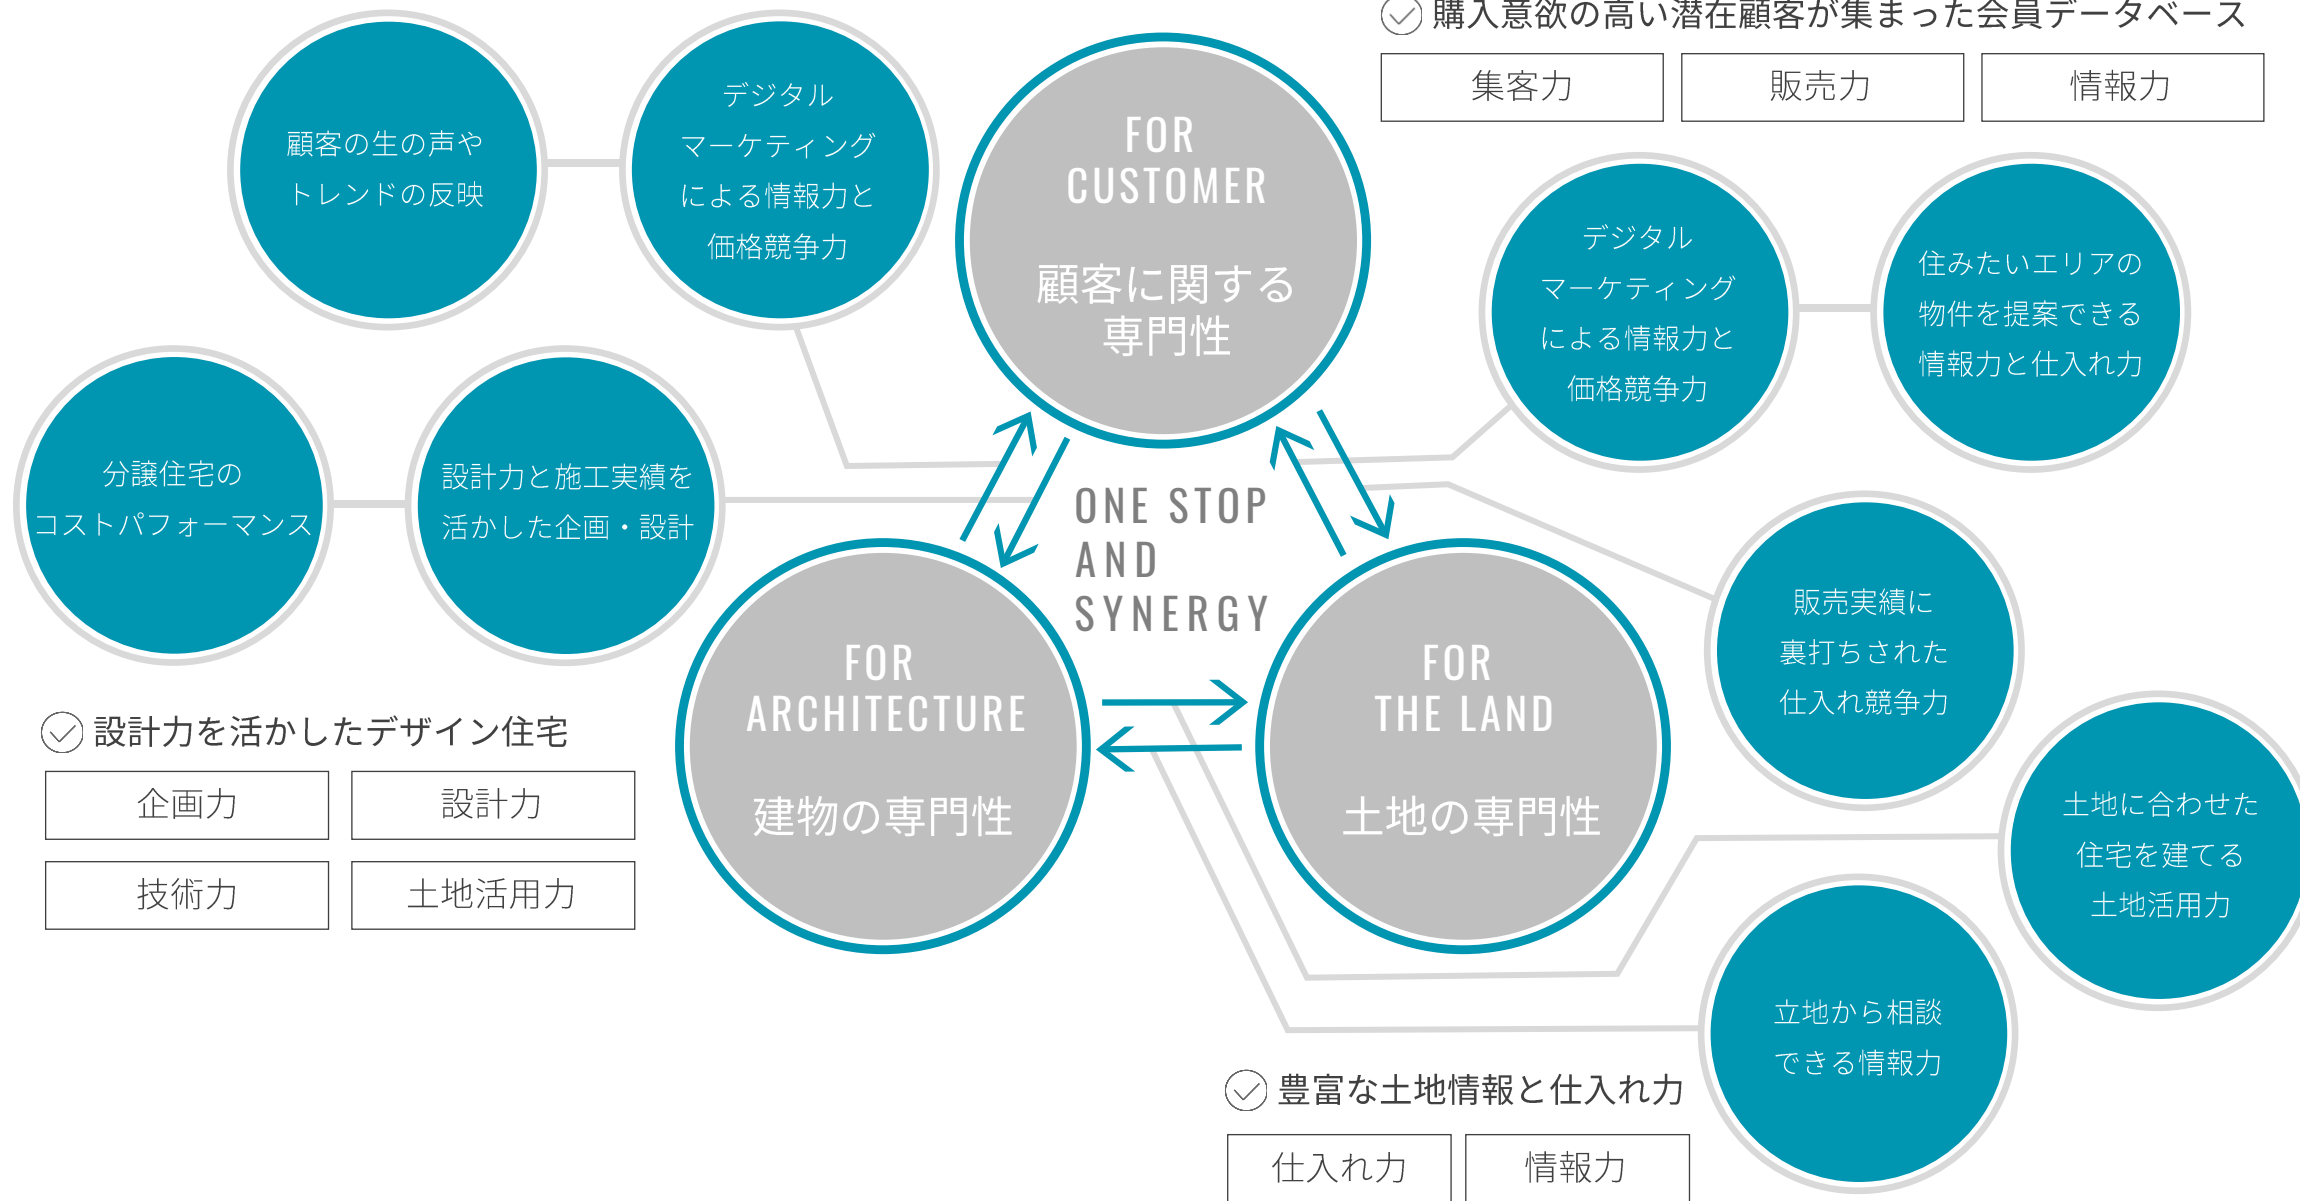 購入意欲の高い潜在顧客が集まった会員データベース
集客力
販売力
情報力
顧客の生の声や
トレンドの反映
デジタル
マーケティング
による情報力と
価格競争力
FOR
CUSTOMER
顧客に関する
専門性
デジタル
マーケティング
による情報力と
価格競争力
住みたいエリアの
物件を提案できる
情報力と仕入れ力
分譲住宅の
コストパフォーマンス
設計力と施工実績を
活かした企画・設計
ONE STOP
AND
SYNERGY
販売実績に
裏打ちされた
仕入れ競争力
FOR
ARCHITECTURE
建物の専門性
FOR
THE LAND
土地の専門性
設計力を活かしたデザイン住宅
企画力
設計力
技術力
土地活用力
土地に合わせた
住宅を建てる
土地活用力
立地から相談
できる情報力
豊富な土地情報と仕入れ力
仕入れ力
情報力